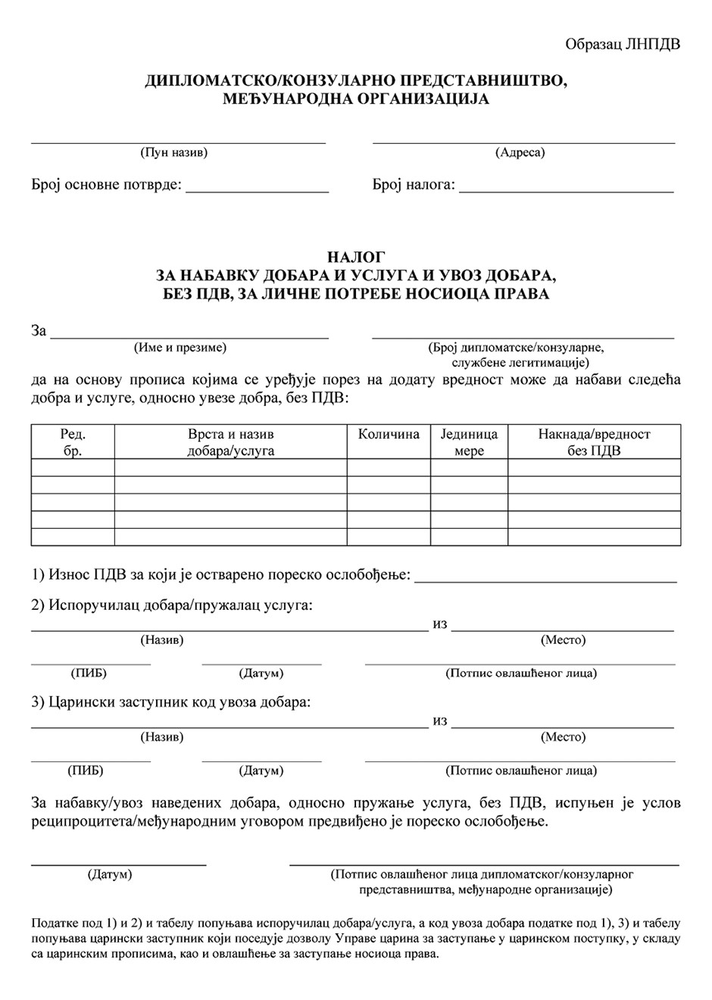 Образац ЛНПДВ
ДИПЛОМАТСКО/КОНЗУЛАРНО ПРЕДСТАВНИШТВО,
МЕЂУНАРОДНА ОРГАНИЗАЦИЈА
(Пун назив) (Адреса)
Број основне потврде: Број налога:
НАЛОГ
ЗА НАБАВКУ ДОБАРА И УСЛУГА И УВОЗ ДОБАРА,
БЕЗ ПДВ, ЗА ЛИЧНЕ ПОТРЕБЕ НОСИОЦА ПРАВА
За
(Име и презиме) (Број дипломатске/конзуларне,
службене легитимације)
да на основу прописа којима се уређује порез на додату вредност може да набави следећа
добра и услуге, односно увезе добра, без ПДВ:
Ред. Врста и назив Количина Јединица Накнада/вредност
бр. добара/услуга мере без ПДВ
1) Износ ПДВ за који је остварено пореско ослобођење:
2) Испоручилац добара/пружалац услуга:
из
(Назив) (Место)
(ПИБ) (Датум) (Потпис овлашћеног лица)
3) Царински заступник код увоза добара:
из
(Назив) (Место)
(ПИБ) (Датум) (Потпис овлашћеног лица)
За набавку/увоз наведених добара, односно пружање услуга, без ПДВ, испуњен је услов
реципроцитета/међународним уговором предвиђено је пореско ослобођење.
(Датум) (Потпис овлашћеног лица дипломатског/конзуларног
представништва, међународне организације)
Податке под 1) и 2) и табелу попуњава испоручилац добара/услуга, а код увоза добара податке под 1), 3) и табелу
попуњава царински заступник који поседује дозволу Управе царина за заступање у царинском поступку, у складу
са царинским прописима, као и овлашћење за заступање носиоца права.